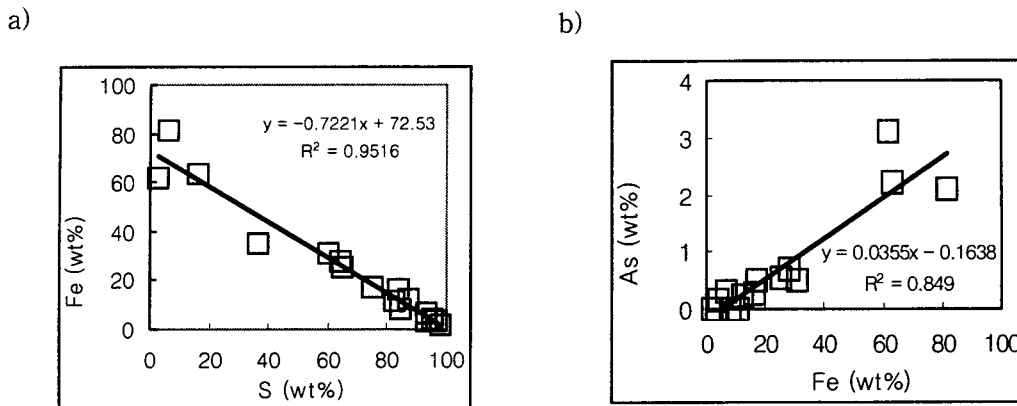 a)
100
80
60
40
20
0
Fe (wt%)
y = -0.7221x + 72.53
R² = 0.9516
0 20 40 60 80 100
S (wt%)
b)
4
3
2
1
0
As (wt%)
y = 0.0355x - 0.1638
R² = 0.849
0 20 40 60 80 100
Fe (wt%)